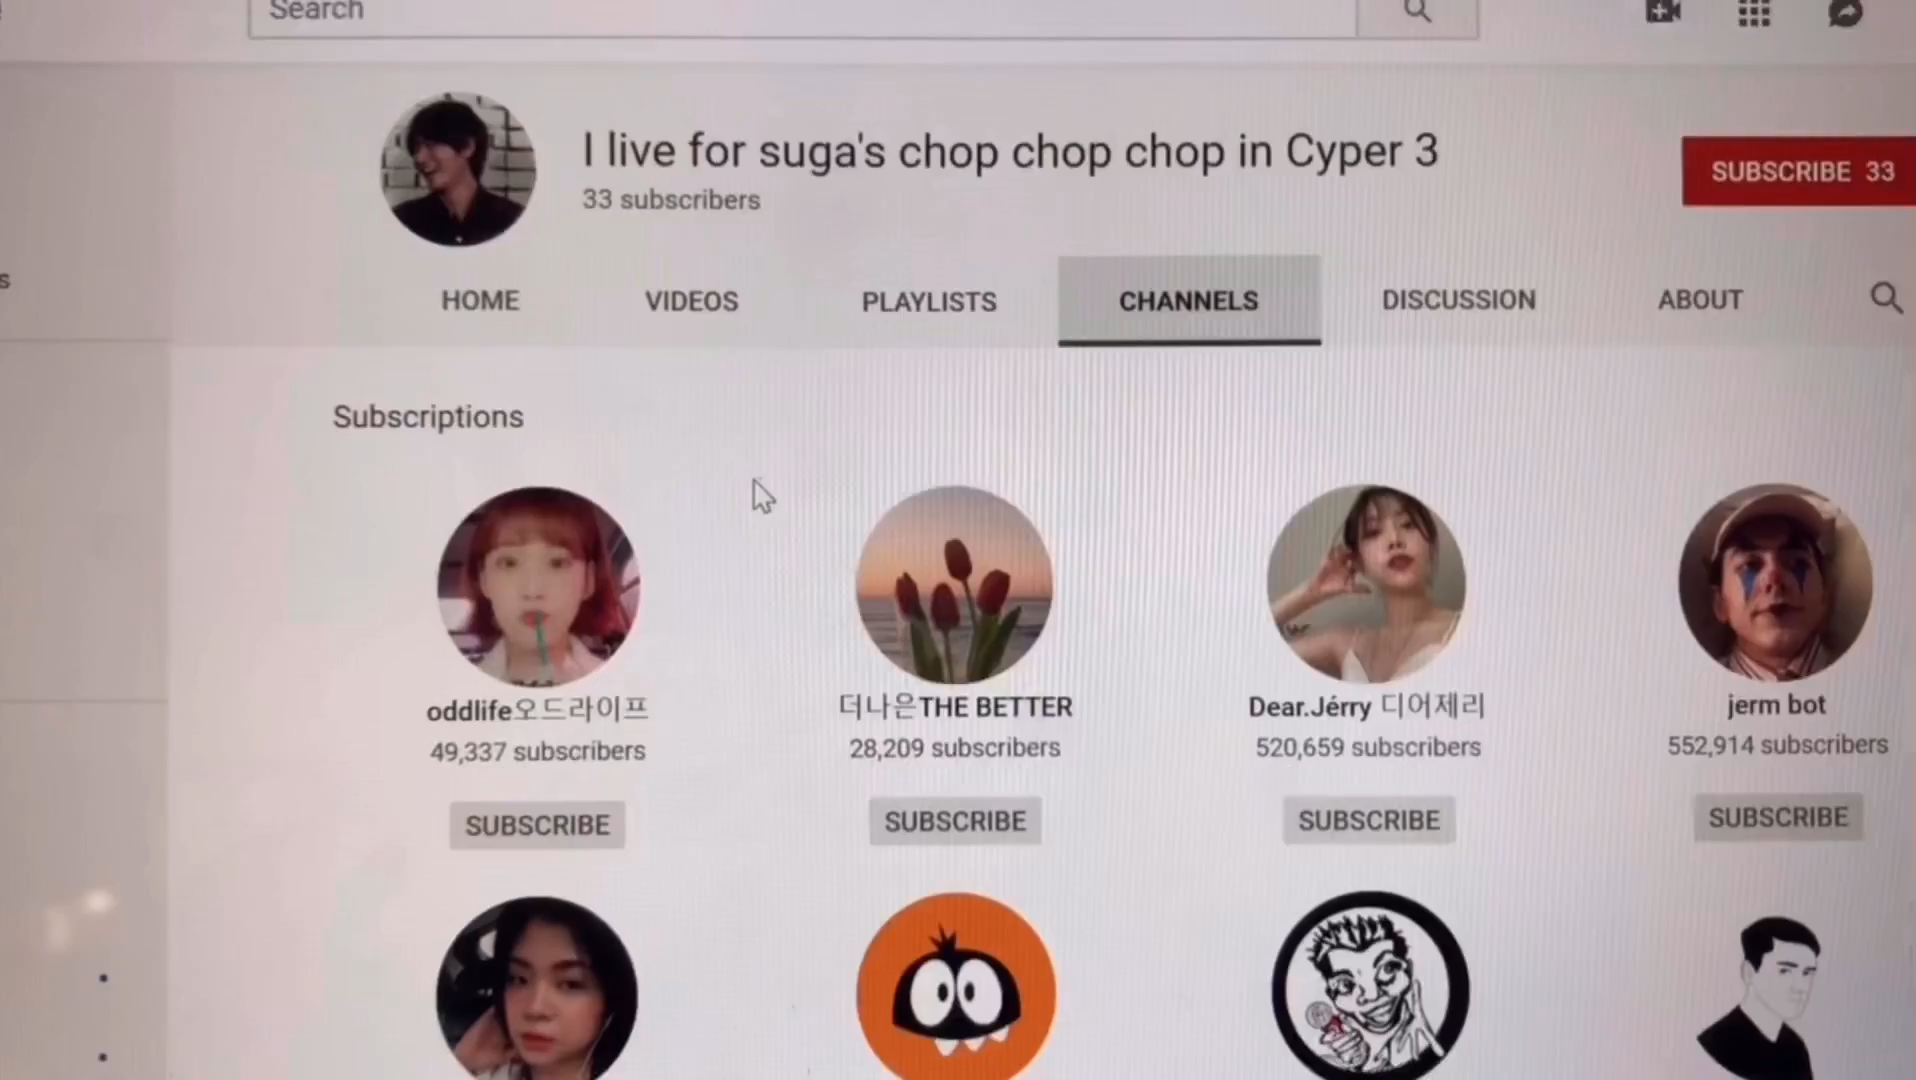 Search
I live for suga's chop chop chop in Cyper 3
33 subscribers
SUBSCRIBE 33
HOME VIDEOS PLAYLISTS CHANNELS DISCUSSION ABOUT
s
Subscriptions
oddlife오드라이프 더나은THE BETTER Dear.Jérry 디어제리 jerm bot
49,337 subscribers 28,209 subscribers 520,659 subscribers 552,914 subscribers
SUBSCRIBE SUBSCRIBE SUBSCRIBE SUBSCRIBE